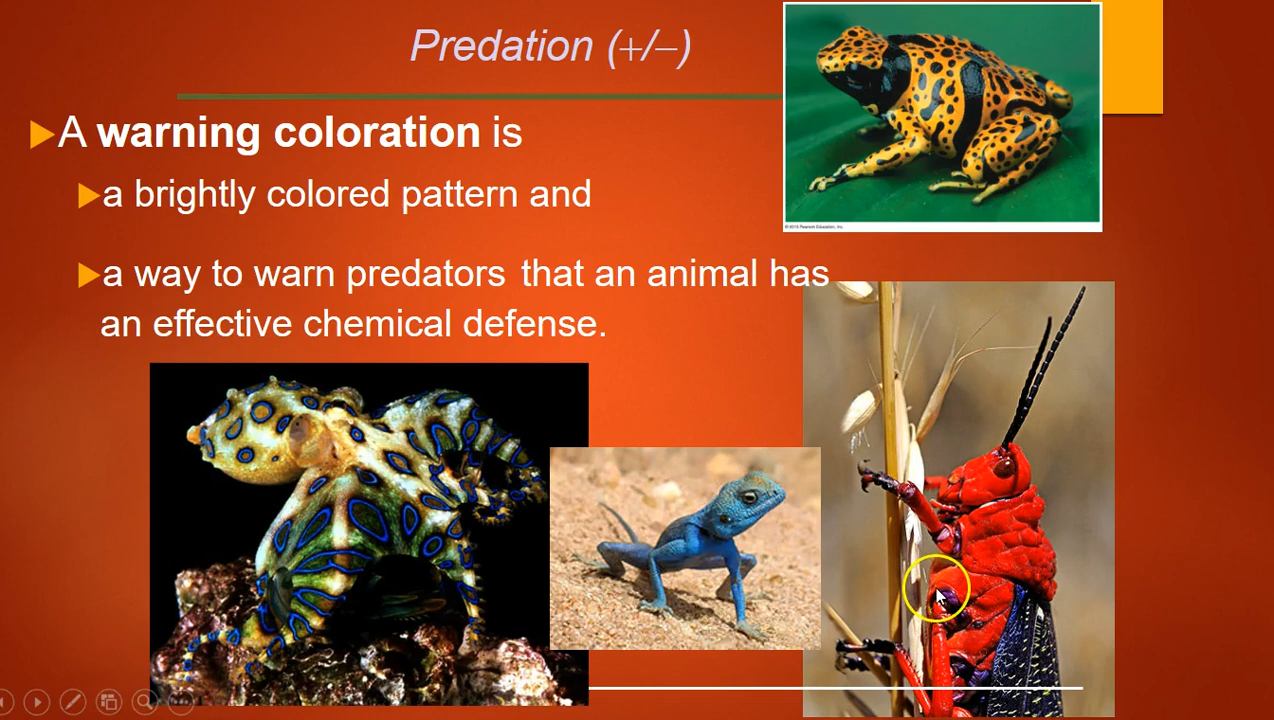 Predation (+/−)
A warning coloration is
a brightly colored pattern and
a way to warn predators that an animal has
an effective chemical defense.